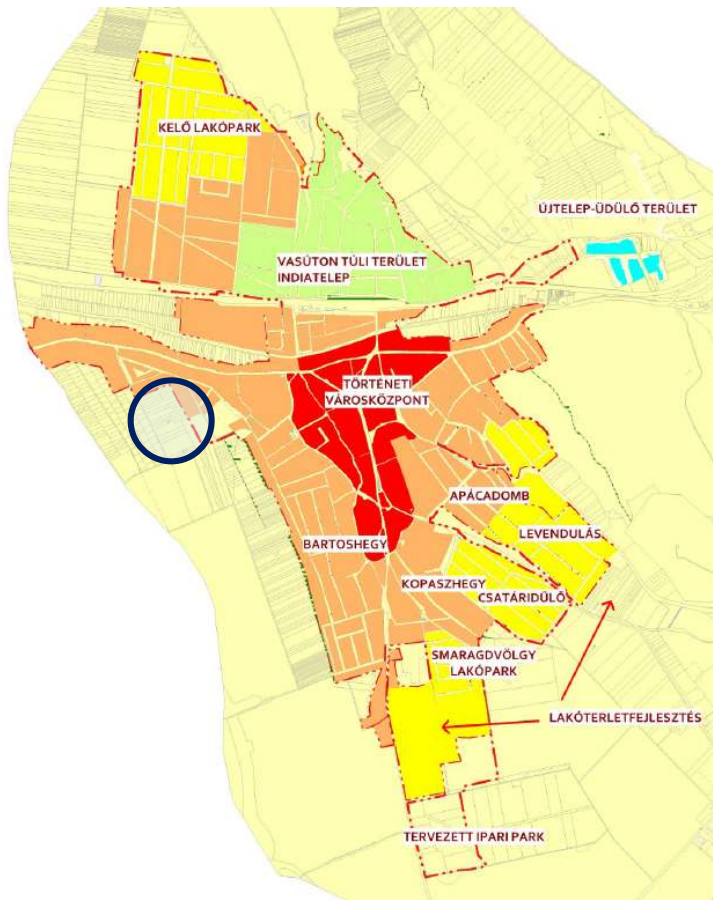 KELŐ LAKÓPARK
ÚJTELEP-ÜDÜLŐ TERÜLET
VASÚTON TÚLI TERÜLET
INDIATELEP
TÖRTÉNETI
VÁROSKÖZPONT
APÁCADOMB
LEVENDULÁS
BARTOSHEGY
KOPASZHEGY
CSATÁRIDŰLŐ
SMARAGDVÖLGY
LAKÓPARK
LAKÓTERLETFEJLESZTÉS
TERVEZETT IPARI PARK